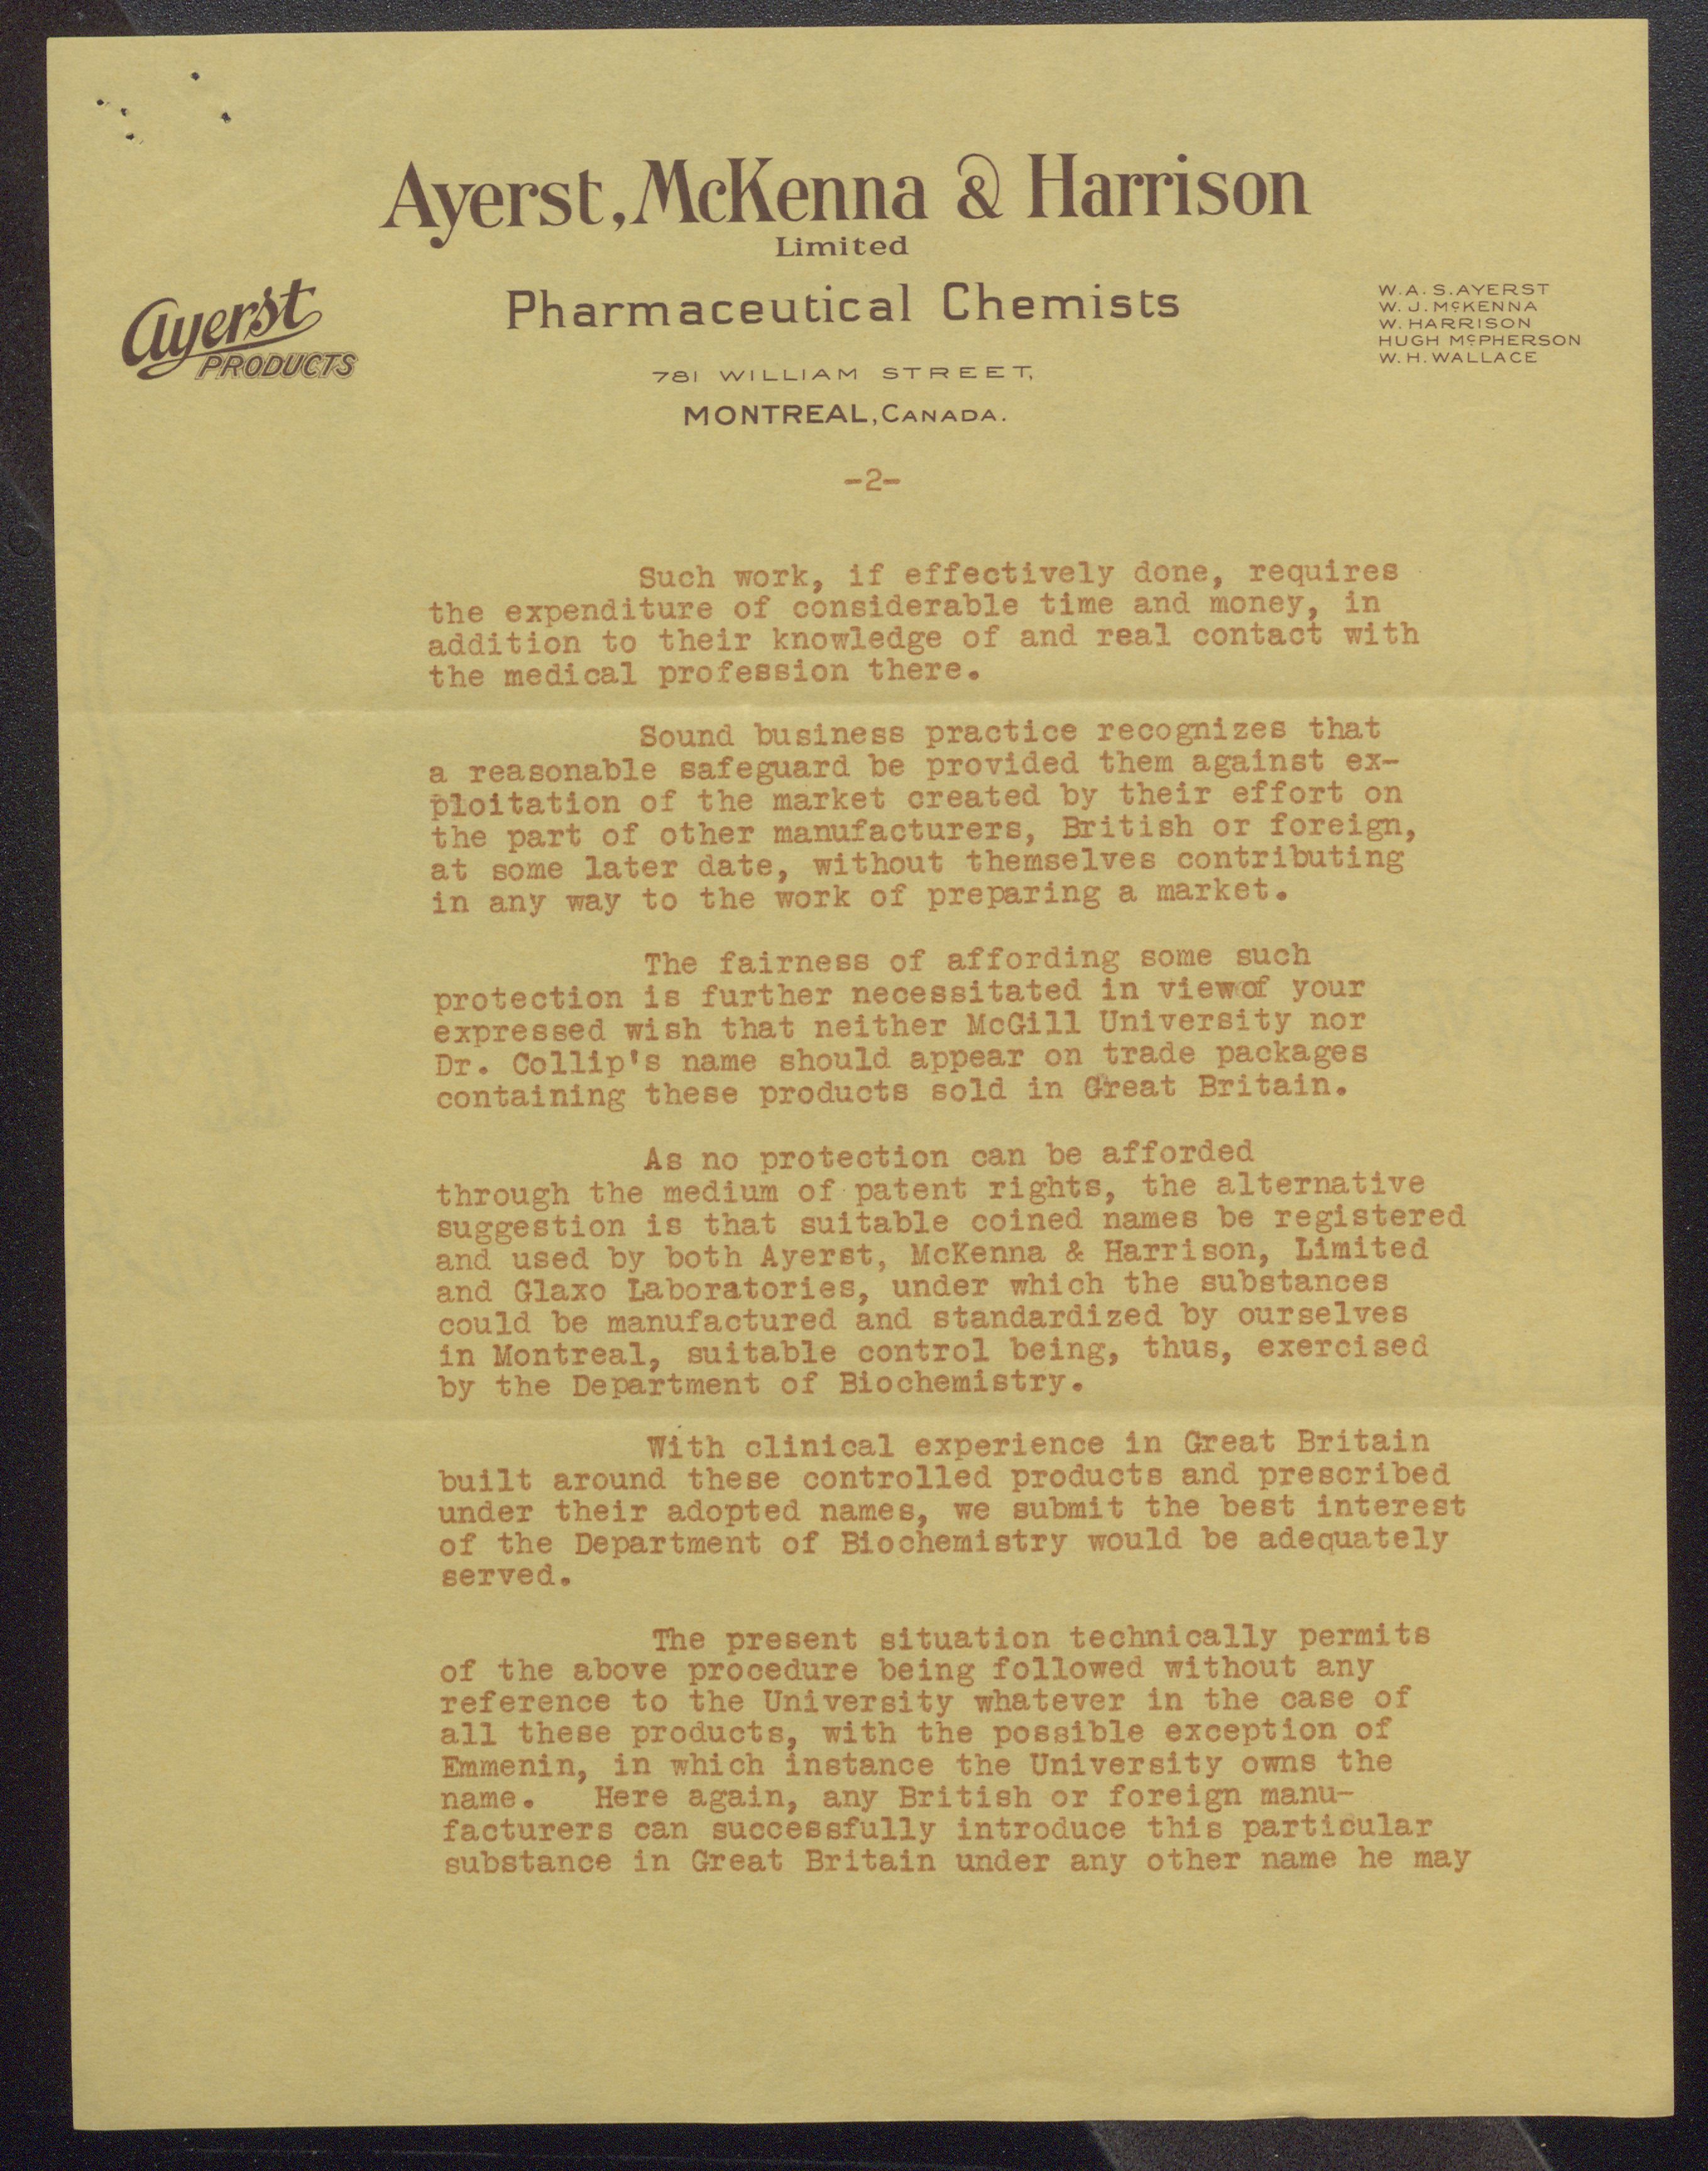 Ayerst, McKenna & Harrison
Limited
Pharmaceutical Chemists
781 WILLIAM STREET,
MONTREAL, CANADA.
Ayerst
PRODUCTS
W. A. S. AYERST
W. J. McKENNA
W. HARRISON
HUGH McPHERSON
W. H. WALLACE
-2-
Such work, if effectively done, requires
the expenditure of considerable time and money, in
addition to their knowledge of and real contact with
the medical profession there.
Sound business practice recognizes that
a reasonable safeguard be provided them against ex-
ploitation of the market created by their effort on
the part of other manufacturers, British or foreign,
at some later date, without themselves contributing
in any way to the work of preparing a market.
The fairness of affording some such
protection is further necessitated in view of your
expressed wish that neither McGill University nor
Dr. Collip's name should appear on trade packages
containing these products sold in Great Britain.
As no protection can be afforded
through the medium of patent rights, the alternative
suggestion is that suitable coined names be registered
and used by both Ayerst, McKenna & Harrison, Limited
and Glaxo Laboratories, under which the substances
could be manufactured and standardized by ourselves
in Montreal, suitable control being, thus, exercised
by the Department of Biochemistry.
With clinical experience in Great Britain
built around these controlled products and prescribed
under their adopted names, we submit the best interest
of the Department of Biochemistry would be adequately
served.
The present situation technically permits
of the above procedure being followed without any
reference to the University whatever in the case of
all these products, with the possible exception of
Emmenin, in which instance the University owns the
name. Here again, any British or foreign manu-
facturers can successfully introduce this particular
substance in Great Britain under any other name he may